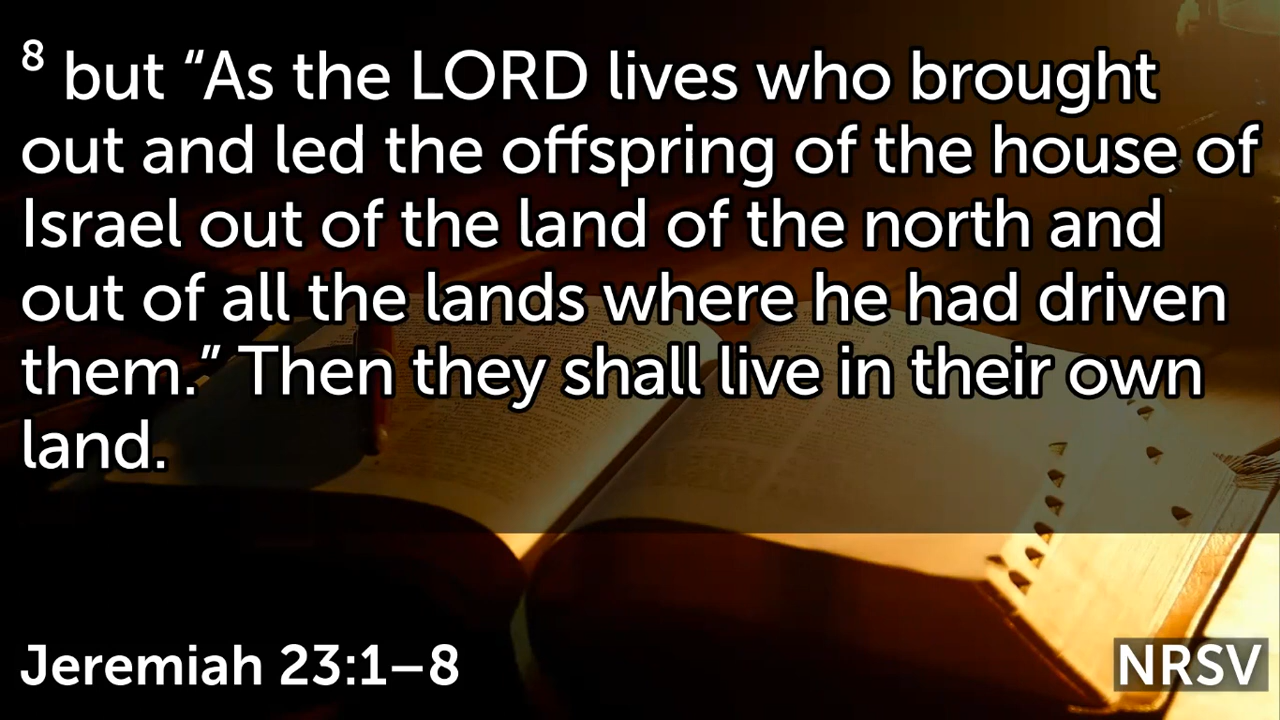 8 but “As the LORD lives who brought
out and led the offspring of the house of
Israel out of the land of the north and
out of all the lands where he had driven
them.” Then they shall live in their own
land.
Jeremiah 23:1–8
NRSV